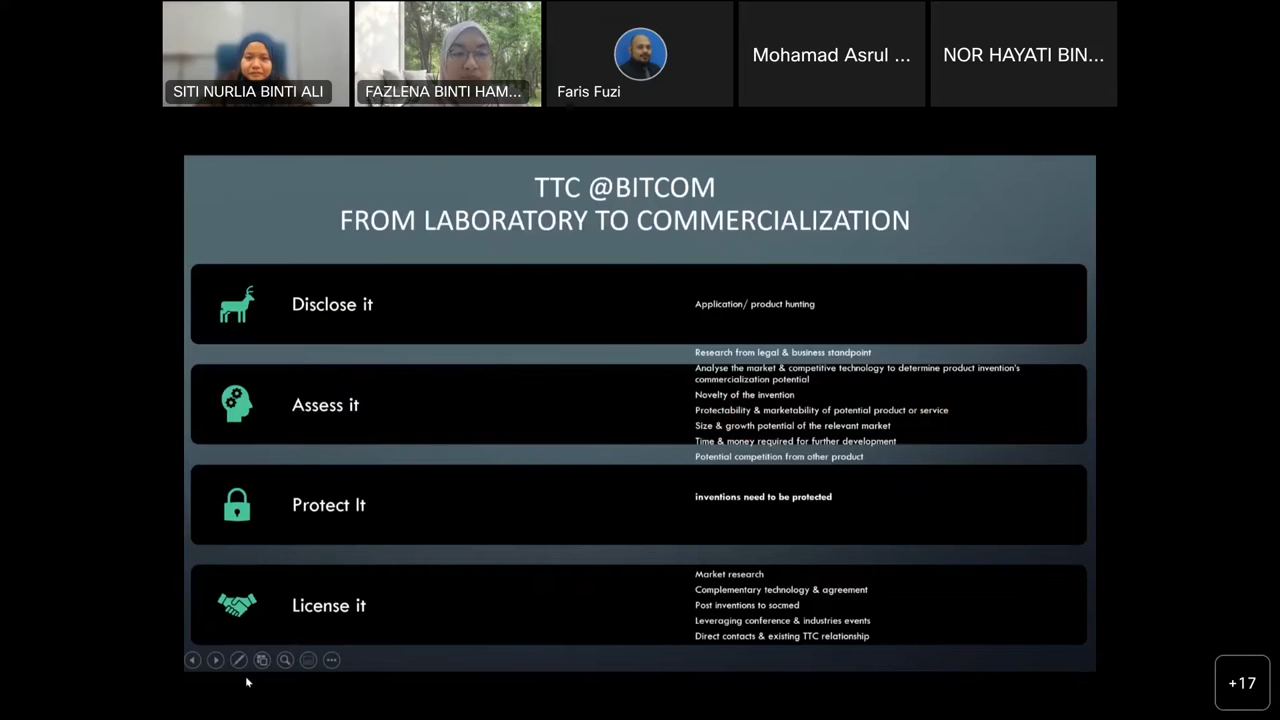 SITI NURLIA BINTI ALI
FAZLENA BINTI HAM...
Faris Fuzi
Mohamad Asrul ...
NOR HAYATI BIN...
TTC @BITCOM
FROM LABORATORY TO COMMERCIALIZATION
Disclose it
Application/ product hunting
Assess it
Research from legal & business standpoint
Analyse the market & competitive technology to determine product invention's
commercialization potential
Novelty of the invention
Protectability & marketability of potential product or service
Size & growth potential of the relevant market
Time & money required for further development
Potential competition from other product
Protect It
inventions need to be protected
License it
Market research
Complementary technology & agreement
Post inventions to socmed
Leveraging conference & industries events
Direct contacts & existing TTC relationship
+17